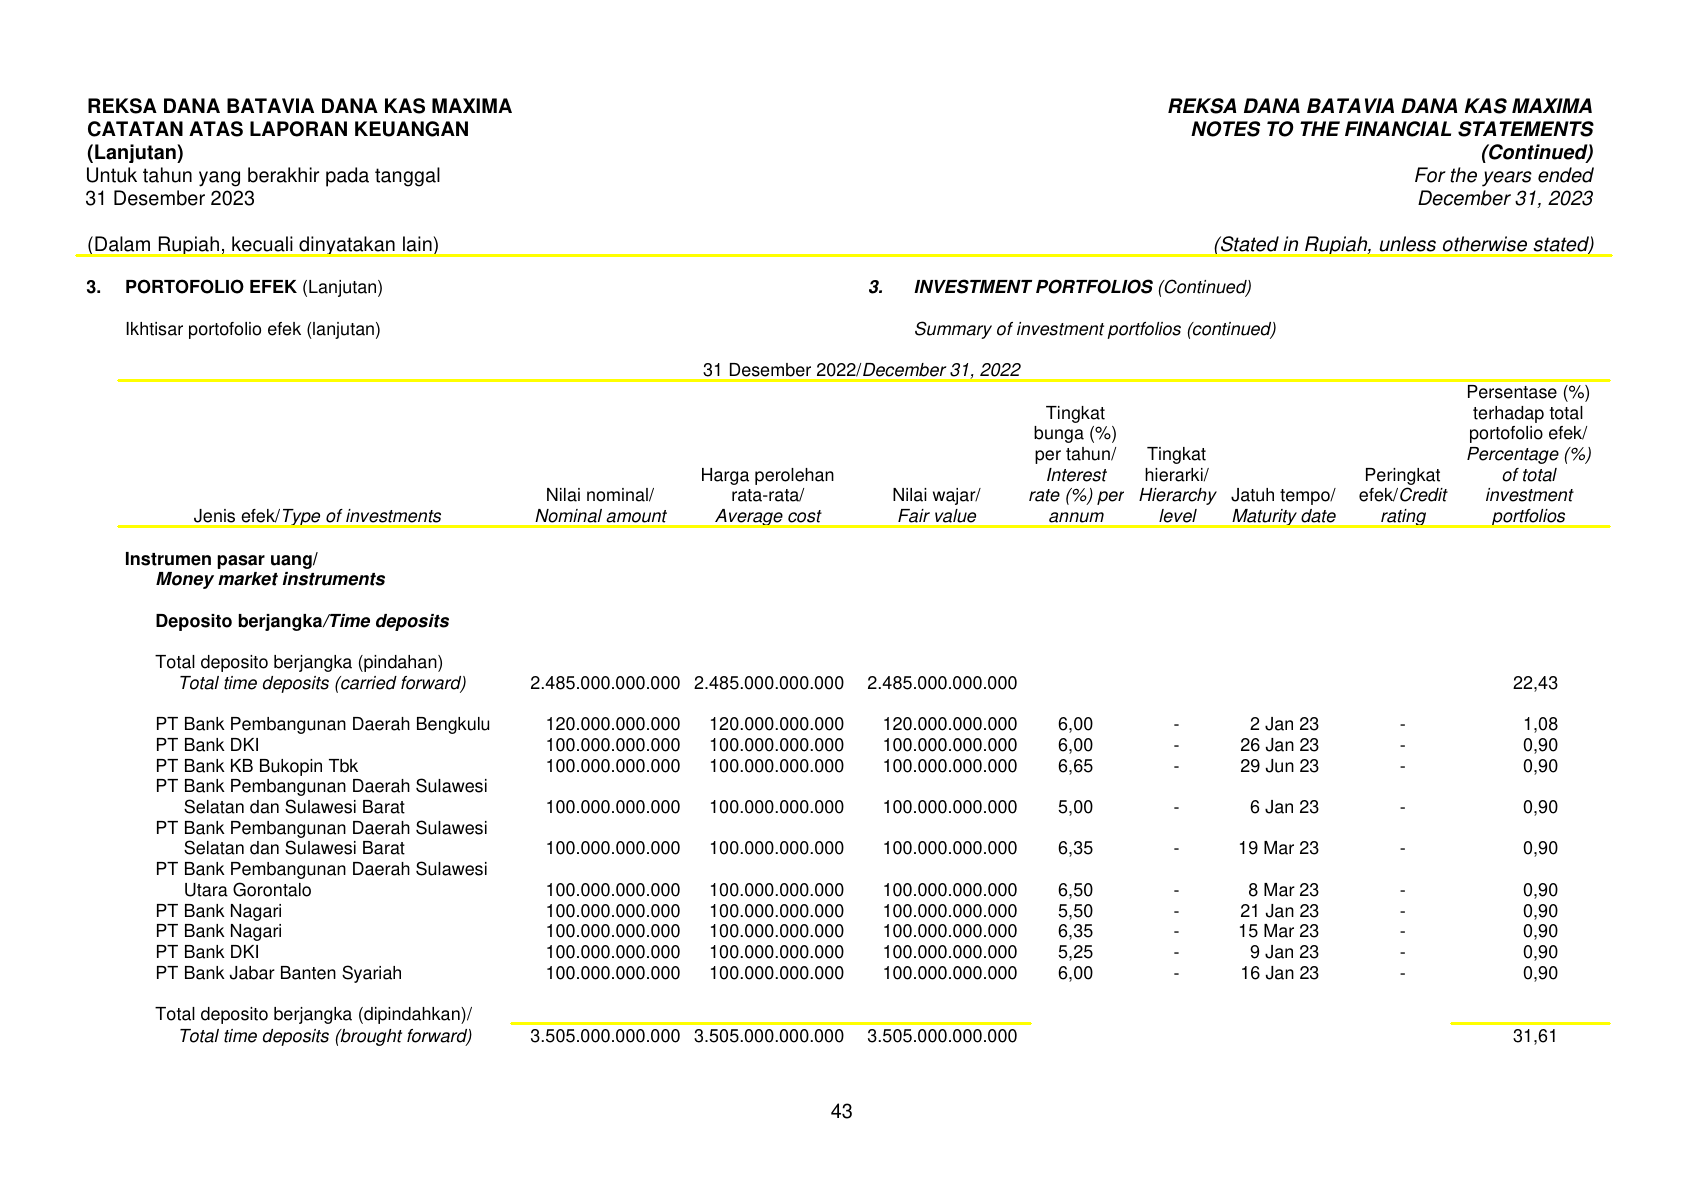 REKSA DANA BATAVIA DANA KAS MAXIMA
CATATAN ATAS LAPORAN KEUANGAN
(Lanjutan)
Untuk tahun yang berakhir pada tanggal
31 Desember 2023
(Dalam Rupiah, kecuali dinyatakan lain)
REKSA DANA BATAVIA DANA KAS MAXIMA
NOTES TO THE FINANCIAL STATEMENTS
(Continued)
For the years ended
December 31, 2023
(Stated in Rupiah, unless otherwise stated)
3. PORTOFOLIO EFEK (Lanjutan)
Ikhtisar portofolio efek (lanjutan)
3. INVESTMENT PORTFOLIOS (Continued)
Summary of investment portfolios (continued)
31 Desember 2022/December 31, 2022
Jenis efek/Type of investments
Nilai nominal/
Nominal amount
Harga perolehan
rata-rata/
Average cost
Nilai wajar/
Fair value
Tingkat
bunga (%)
per tahun/
Interest
rate (%) per
annum
Tingkat
hierarki/
Hierarchy
level
Jatuh tempo/
Maturity date
Peringkat
efek/Credit
rating
Persentase (%)
terhadap total
portofolio efek/
Percentage (%)
of total
investment
portfolios
Instrumen pasar uang/
Money market instruments
Deposito berjangka/Time deposits
Total deposito berjangka (pindahan)
Total time deposits (carried forward) 2.485.000.000.000 2.485.000.000.000 2.485.000.000.000 22,43
PT Bank Pembangunan Daerah Bengkulu 120.000.000.000 120.000.000.000 120.000.000.000 6,00 - 2 Jan 23 - 1,08
PT Bank DKI 100.000.000.000 100.000.000.000 100.000.000.000 6,00 - 26 Jan 23 - 0,90
PT Bank KB Bukopin Tbk 100.000.000.000 100.000.000.000 100.000.000.000 6,65 - 29 Jun 23 - 0,90
PT Bank Pembangunan Daerah Sulawesi
Selatan dan Sulawesi Barat 100.000.000.000 100.000.000.000 100.000.000.000 5,00 - 6 Jan 23 - 0,90
PT Bank Pembangunan Daerah Sulawesi
Selatan dan Sulawesi Barat 100.000.000.000 100.000.000.000 100.000.000.000 6,35 - 19 Mar 23 - 0,90
PT Bank Pembangunan Daerah Sulawesi
Utara Gorontalo 100.000.000.000 100.000.000.000 100.000.000.000 6,50 - 8 Mar 23 - 0,90
PT Bank Nagari 100.000.000.000 100.000.000.000 100.000.000.000 5,50 - 21 Jan 23 - 0,90
PT Bank Nagari 100.000.000.000 100.000.000.000 100.000.000.000 6,35 - 15 Mar 23 - 0,90
PT Bank DKI 100.000.000.000 100.000.000.000 100.000.000.000 5,25 - 9 Jan 23 - 0,90
PT Bank Jabar Banten Syariah 100.000.000.000 100.000.000.000 100.000.000.000 6,00 - 16 Jan 23 - 0,90
Total deposito berjangka (dipindahkan)/
Total time deposits (brought forward) 3.505.000.000.000 3.505.000.000.000 3.505.000.000.000 31,61
43